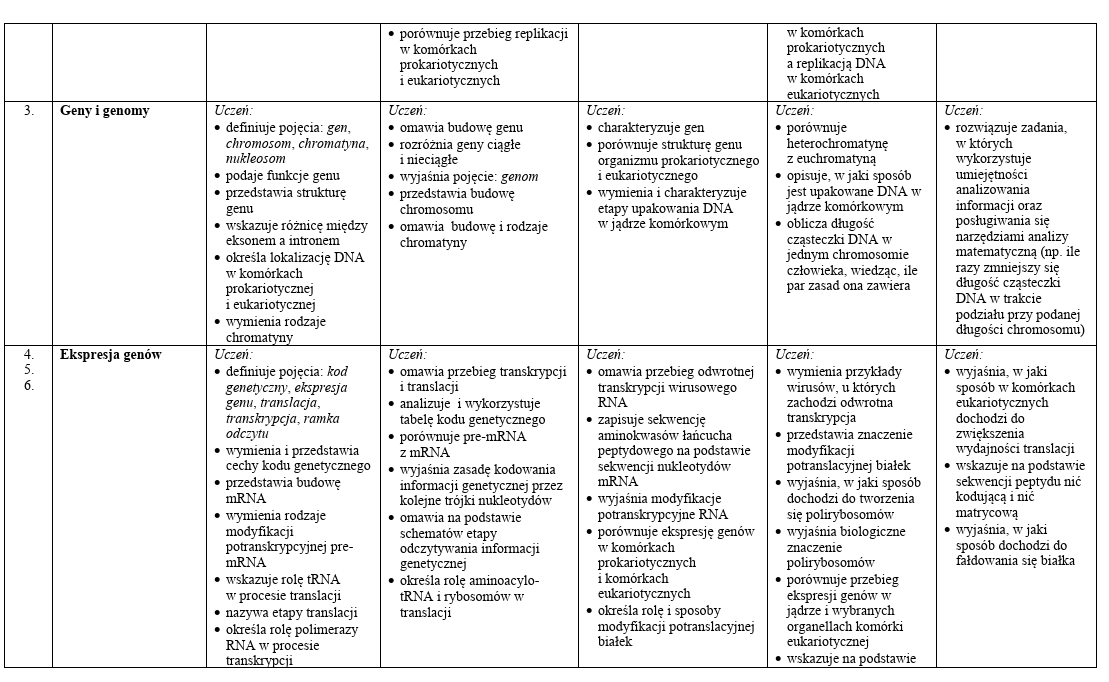 • porównuje przebieg replikacji
w komórkach
prokariotycznych
i eukariotycznych
w komórkach
prokariotycznych
a replikacją DNA
w komórkach
eukariotycznych
3.
Geny i genomy
Uczeń:
• definiuje pojęcia: gen,
chromosom, chromatyna,
nukleosom
• podaje funkcje genu
• przedstawia strukturę
genu
• wskazuje różnicę między
eksonem a intronem
• określa lokalizację DNA
w komórkach
prokariotycznej
i eukariotycznej
• wymienia rodzaje
chromatyny
Uczeń:
• omawia budowę genu
• rozróżnia geny ciągłe
i nieciągłe
• wyjaśnia pojęcie: genom
• przedstawia budowę
chromosomu
• omawia budowę i rodzaje
chromatyny
Uczeń:
• charakteryzuje gen
• porównuje strukturę genu
organizmu prokariotycznego
i eukariotycznego
• wymienia i charakteryzuje
etapy upakowania DNA
w jądrze komórkowym
Uczeń:
• porównuje
heterochromatynę
z euchromatyną
• opisuje, w jaki sposób
jest upakowane DNA w
jądrze komórkowym
• oblicza długość
cząsteczki DNA w
jednym chromosomie
człowieka, wiedząc, ile
par zasad ona zawiera
Uczeń:
• rozwiązuje zadania,
w których
wykorzystuje
umiejętności
analizowania
informacji oraz
posługiwania się
narzędziami analizy
matematyczną (np. ile
razy zmniejszy się
długość cząsteczki
DNA w trakcie
podziału przy podanej
długości chromosomu)
4.
5.
6.
Ekspresja genów
Uczeń:
• definiuje pojęcia: kod
genetyczny, ekspresja
genu, translacja,
transkrypcja, ramka
odczytu
• wymienia i przedstawia
cechy kodu genetycznego
• przedstawia budowę
mRNA
• wymienia rodzaje
modyfikacji
potranskrypcyjnej pre-
mRNA
• wskazuje rolę tRNA
w procesie translacji
• nazywa etapy translacji
• określa rolę polimerazy
RNA w procesie
transkrypcji
Uczeń:
• omawia przebieg transkrypcji
i translacji
• analizuje i wykorzystuje
tabelę kodu genetycznego
• porównuje pre-mRNA
z mRNA
• wyjaśnia zasadę kodowania
informacji genetycznej przez
kolejne trójki nukleotydów
• omawia na podstawie
schematów etapy
odczytywania informacji
genetycznej
• określa rolę aminoacylo-
tRNA i rybosomów w
translacji
Uczeń:
• omawia przebieg odwrotnej
transkrypcji wirusowego
RNA
• zapisuje sekwencję
aminokwasów łańcucha
peptydowego na podstawie
sekwencji nukleotydów
mRNA
• wyjaśnia modyfikacje
potranskrypcyjne RNA
• porównuje ekspresję genów
w komórkach
prokariotycznych
i komórkach
eukariotycznych
• określa rolę i sposoby
modyfikacji potranslacyjnej
białek
Uczeń:
• wymienia przykłady
wirusów, u których
zachodzi odwrotna
transkrypcja
• przedstawia znaczenie
modyfikacji
potranslacyjnej białek
• wyjaśnia, w jaki sposób
dochodzi do tworzenia
się polirybosomów
• wyjaśnia biologiczne
znaczenie
polirybosomów
• porównuje przebieg
ekspresji genów w
jądrze i wybranych
organellach komórki
eukariotycznej
• wskazuje na podstawie
Uczeń:
• wyjaśnia, w jaki
sposób w komórkach
eukariotycznych
dochodzi do
zwiększenia
wydajności translacji
• wskazuje na podstawie
sekwencji peptydu nić
kodującą i nić
matrycową
• wyjaśnia, w jaki
sposób dochodzi do
fałdowania się białka